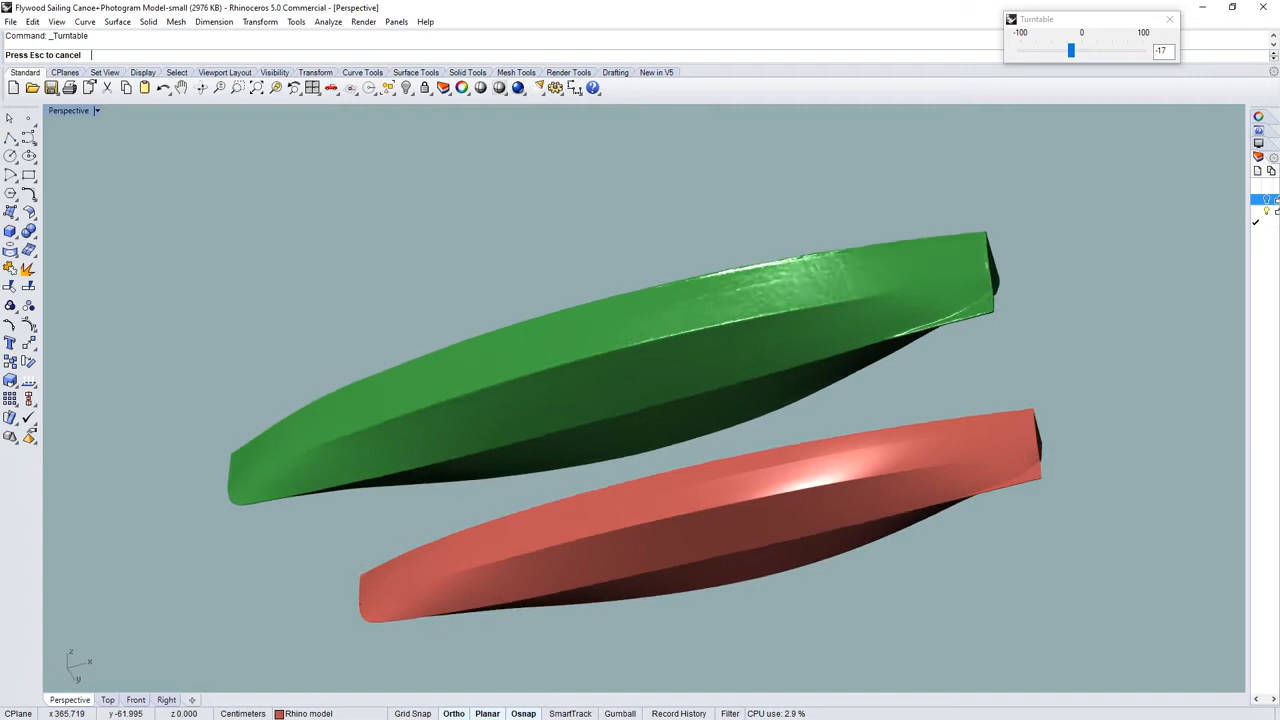 Flywood Sailing Canoe+Photogram Model-small (2976 KB) - Rhinoceros 5.0 Commercial - [Perspective]
File Edit View Curve Surface Solid Mesh Dimension Transform Tools Analyze Render Panels Help
Command: _Turntable
Press Esc to cancel
Turntable
-100 0 100
-17
Standard CPlanes Set View Display Select Viewport Layout Visibility Transform Curve Tools Surface Tools Solid Tools Mesh Tools Render Tools Drafting New in V5
Perspective
z
x
y
Perspective Top Front Right
CPlane x 365.719 y -61.995 z 0.000 Centimeters Rhino model Grid Snap Ortho Planar Osnap SmartTrack Gumball Record History Filter CPU use: 2.9 %